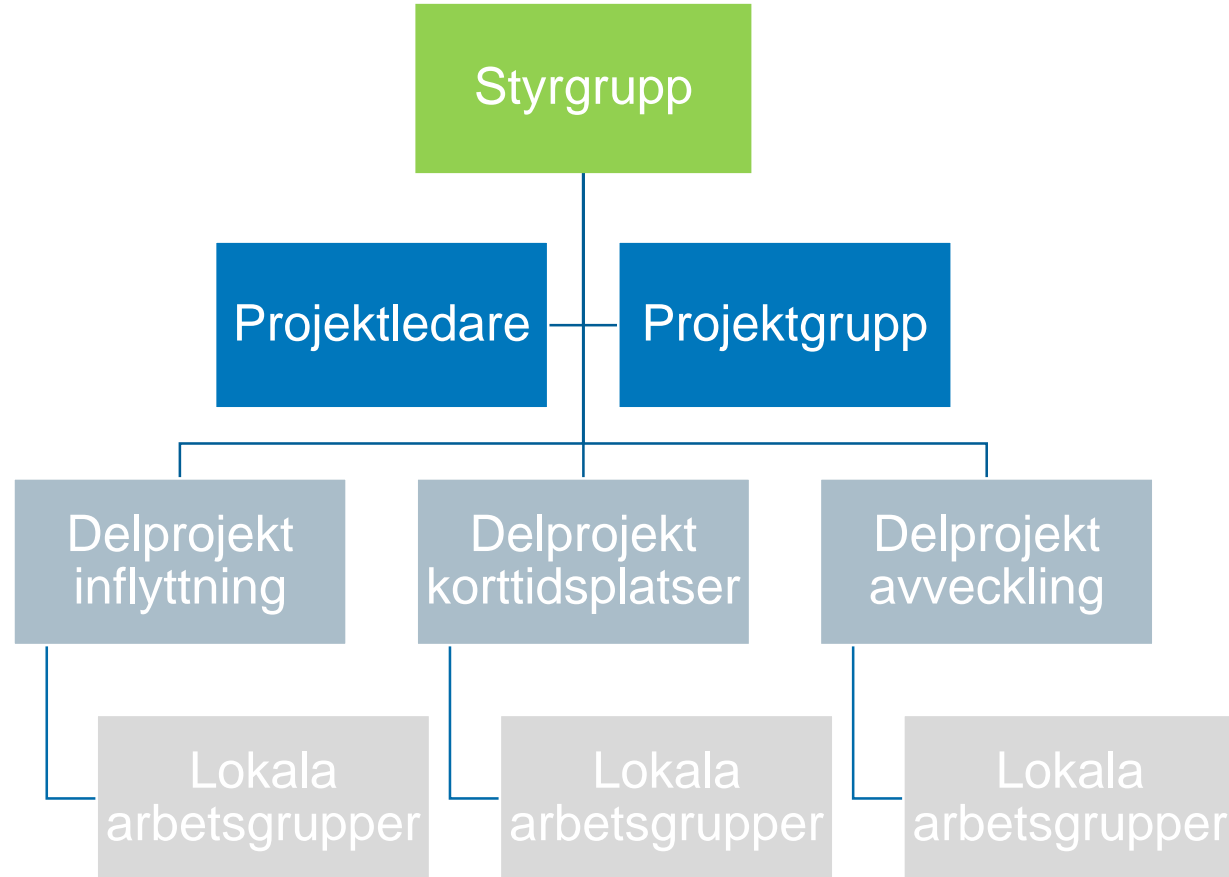 Styrgrupp
Projektledare
Projektgrupp
Delprojekt
inflyttning
Delprojekt
korttidsplatser
Delprojekt
avveckling
Lokala
arbetsgrupper
Lokala
arbetsgrupper
Lokala
arbetsgrupper